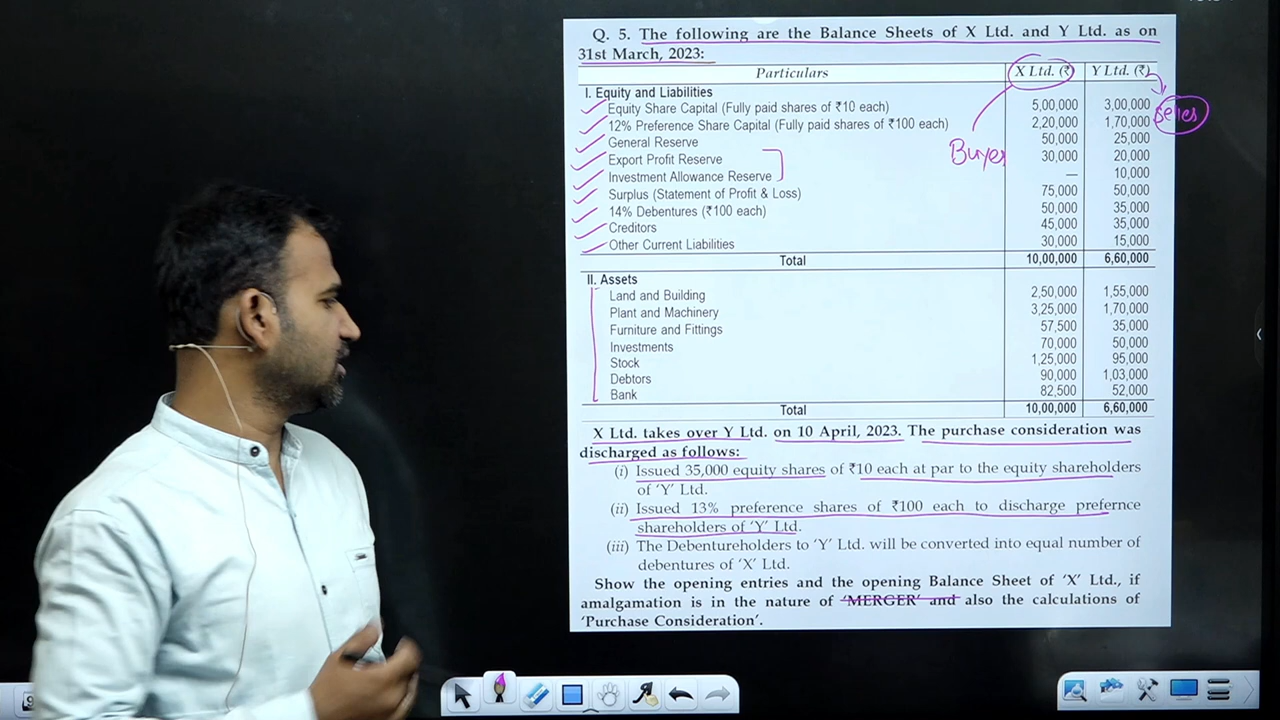 Q. 5. The following are the Balance Sheets of X Ltd. and Y Ltd. as on
31st March, 2023:
Particulars X Ltd. (₹) Y Ltd. (₹)
I. Equity and Liabilities
Equity Share Capital (Fully paid shares of ₹10 each) 5,00,000 3,00,000
12% Preference Share Capital (Fully paid shares of ₹100 each) 2,20,000 1,70,000
General Reserve 50,000 25,000
Export Profit Reserve 30,000 20,000
Investment Allowance Reserve — 10,000
Surplus (Statement of Profit & Loss) 75,000 50,000
14% Debentures (₹100 each) 50,000 35,000
Creditors 45,000 35,000
Other Current Liabilities 30,000 15,000
Total 10,00,000 6,60,000
II. Assets
Land and Building 2,50,000 1,55,000
Plant and Machinery 3,25,000 1,70,000
Furniture and Fittings 57,500 35,000
Investments 70,000 50,000
Stock 1,25,000 95,000
Debtors 90,000 1,03,000
Bank 82,500 52,000
Total 10,00,000 6,60,000
X Ltd. takes over Y Ltd. on 10 April, 2023. The purchase consideration was
discharged as follows:
(i) Issued 35,000 equity shares of ₹10 each at par to the equity shareholders
of ‘Y’ Ltd.
(ii) Issued 13% preference shares of ₹100 each to discharge prefernce
shareholders of ‘Y’ Ltd.
(iii) The Debentureholders to ‘Y’ Ltd. will be converted into equal number of
debentures of ‘X’ Ltd.
Show the opening entries and the opening Balance Sheet of ‘X’ Ltd., if
amalgamation is in the nature of ‘MERGER’ and also the calculations of
‘Purchase Consideration’.
Buyer